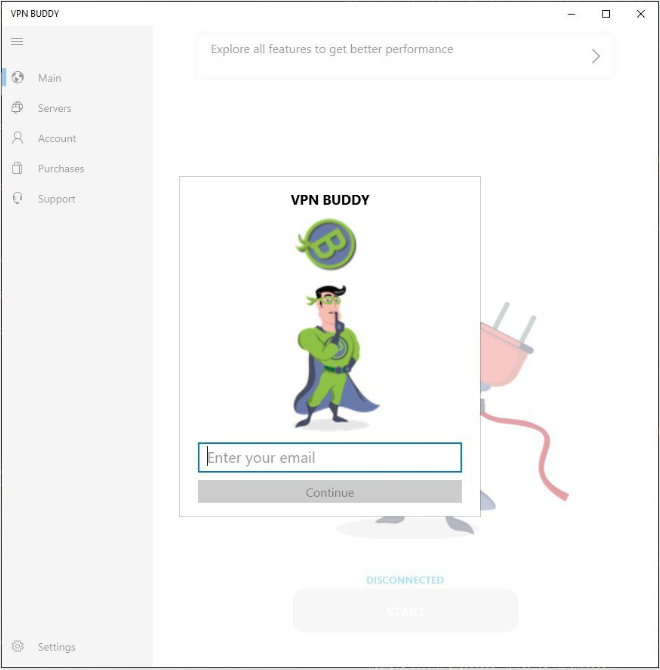 VPN BUDDY
Explore all features to get better performance
Main
Servers
Account
Purchases
Support
VPN BUDDY
B
Enter your email
Continue
DISCONNECTED
START
Settings